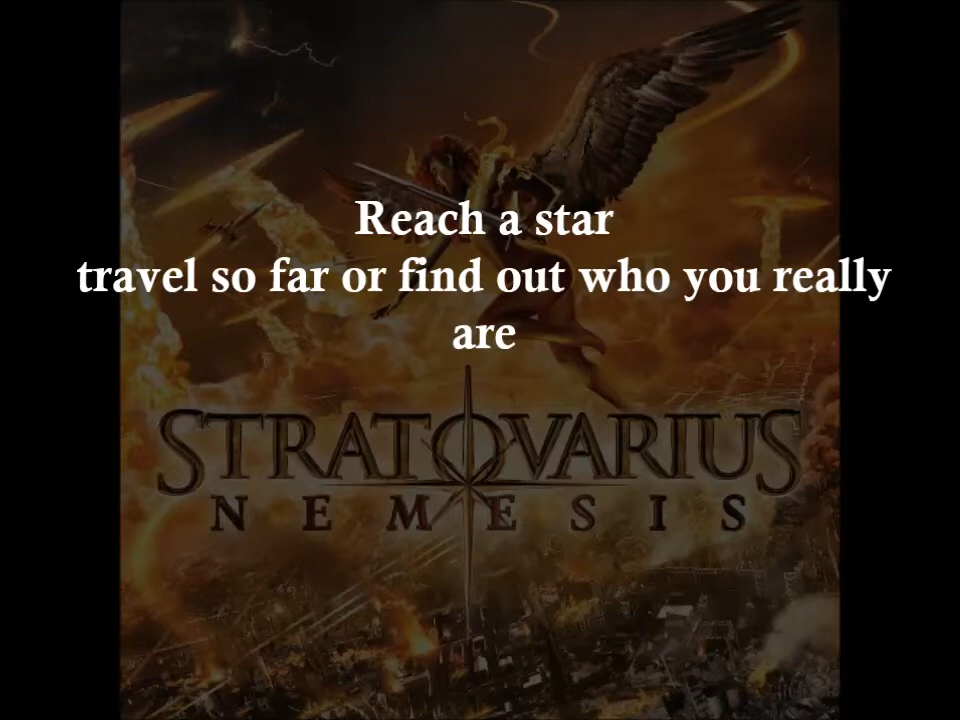 Reach a star
travel so far or find out who you really
are
STRATOVARIUS
NEMESIS